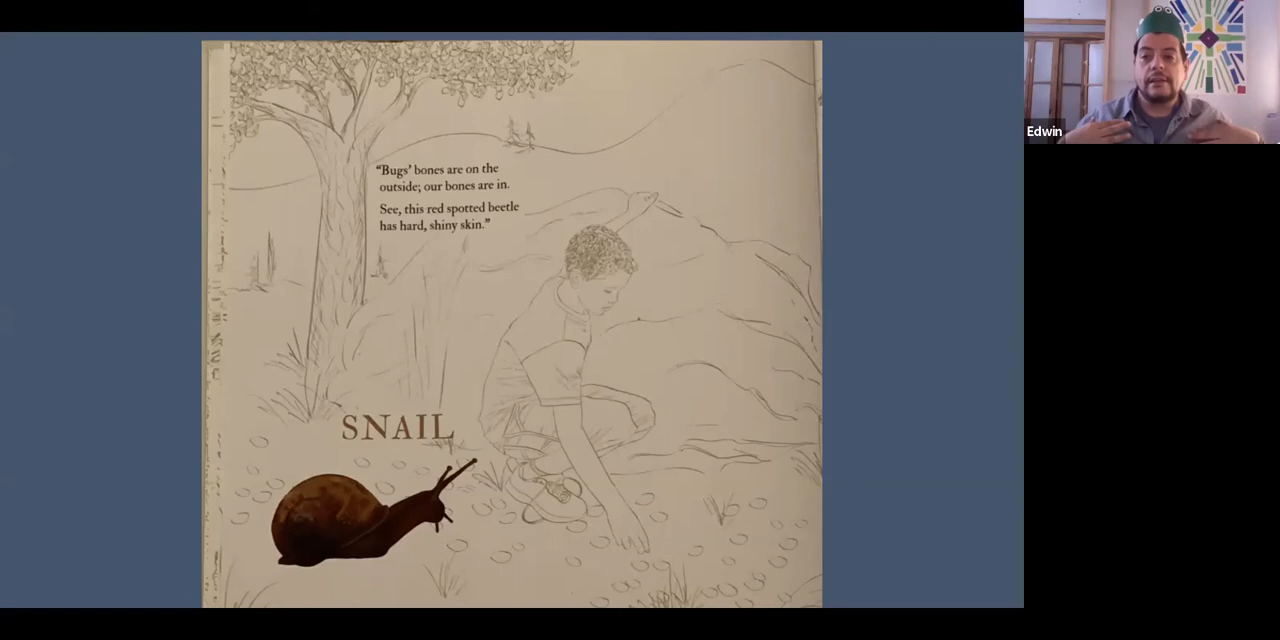 "Bugs' bones are on the
outside; our bones are in.
See, this red spotted beetle
has hard, shiny skin."
SNAIL
Edwin